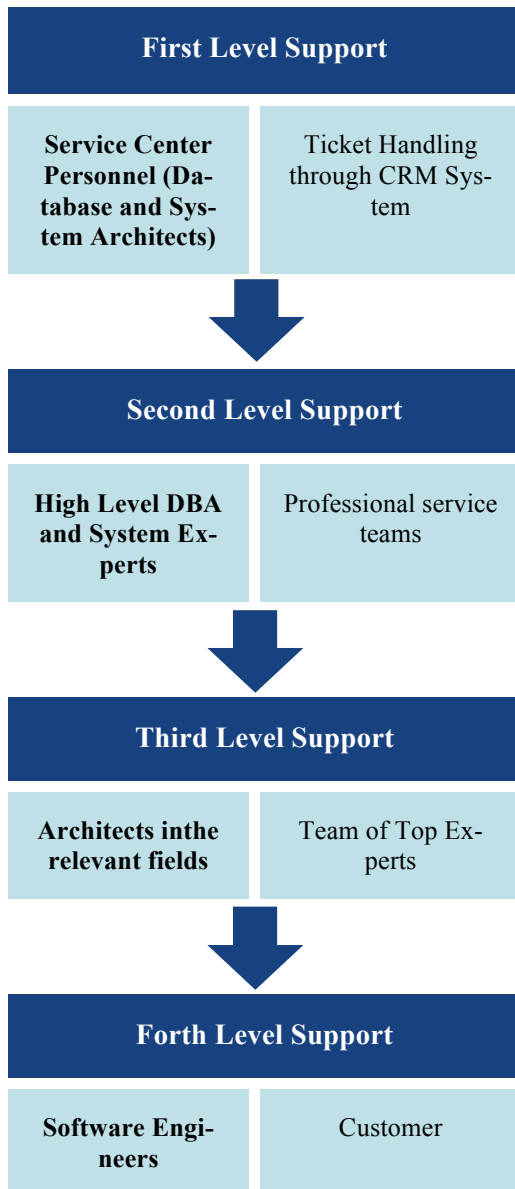 First Level Support
Service Center
Personnel (Da-
tabase and Sys-
tem Architects)
Ticket Handling
through CRM Sys-
tem
Second Level Support
High Level DBA
and System Ex-
perts
Professional service
teams
Third Level Support
Architects inthe
relevant fields
Team of Top Ex-
perts
Forth Level Support
Software Engi-
neers
Customer